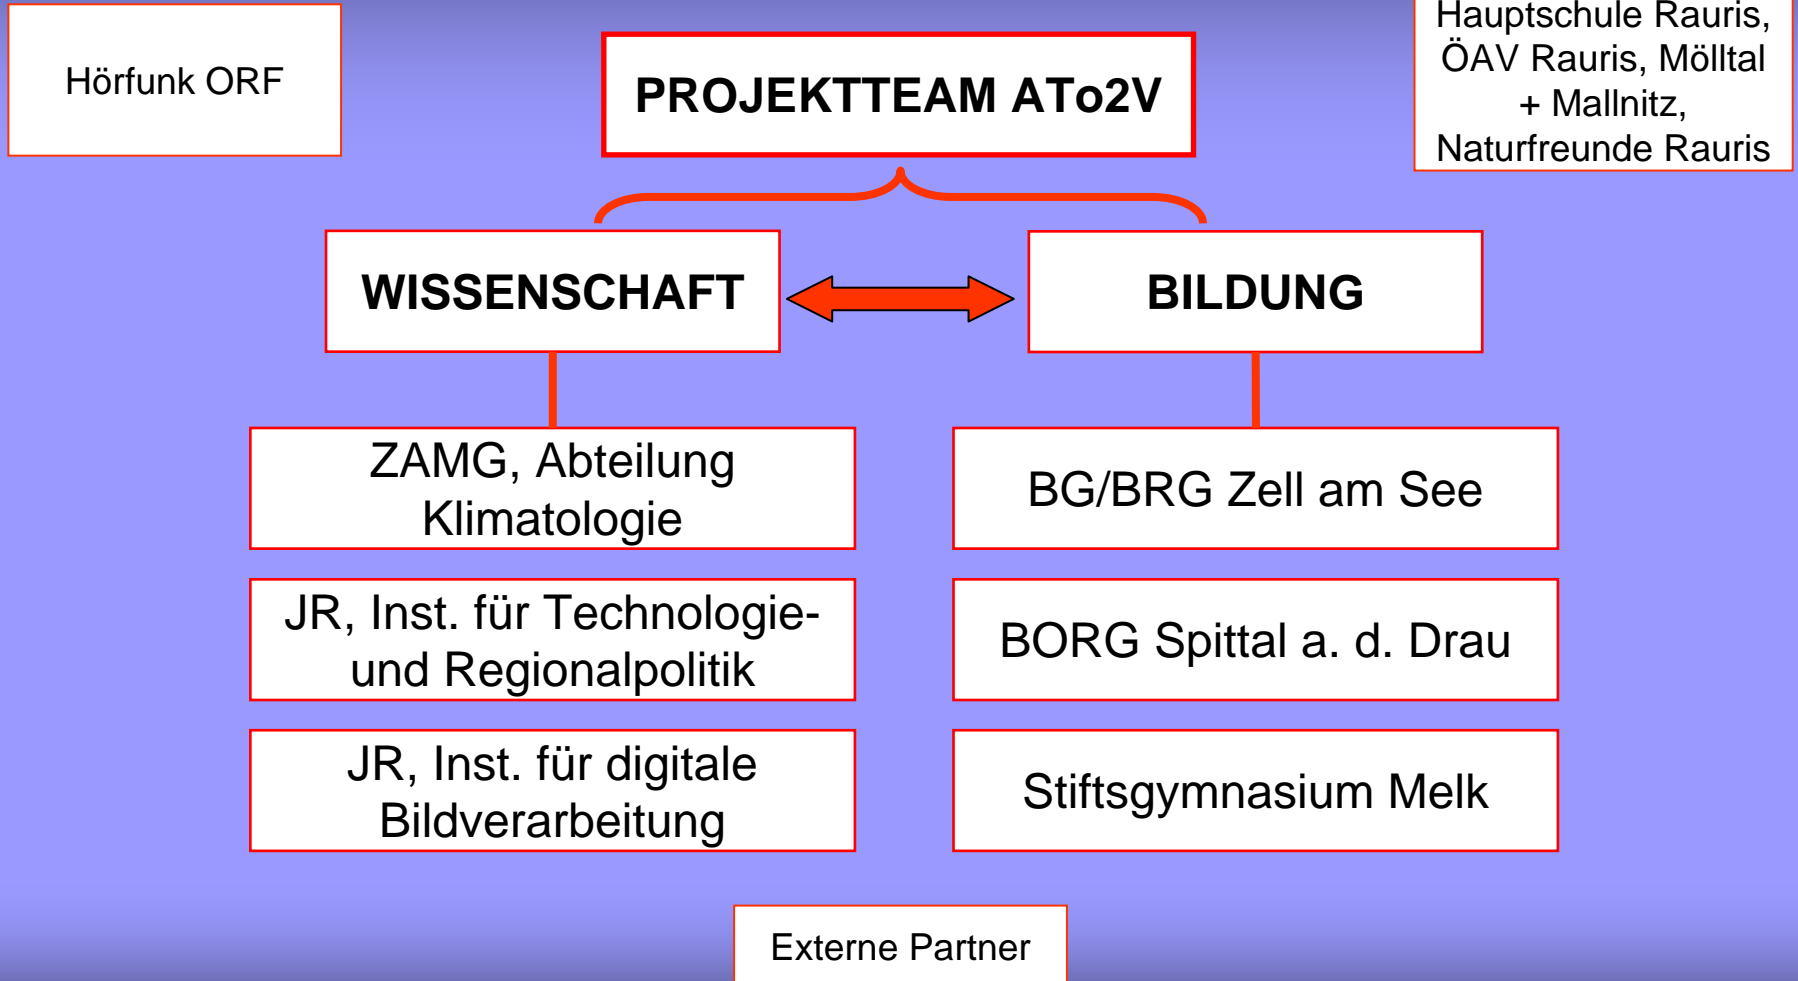 Hörfunk ORF
PROJEKTTEAM ATo2V
Hauptschule Rauris,
ÖAV Rauris, Mölltal
+ Mallnitz,
Naturfreunde Rauris
WISSENSCHAFT
BILDUNG
ZAMG, Abteilung
Klimatologie
JR, Inst. für Technologie-
und Regionalpolitik
JR, Inst. für digitale
Bildverarbeitung
BG/BRG Zell am See
BORG Spittal a. d. Drau
Stiftsgymnasium Melk
Externe Partner